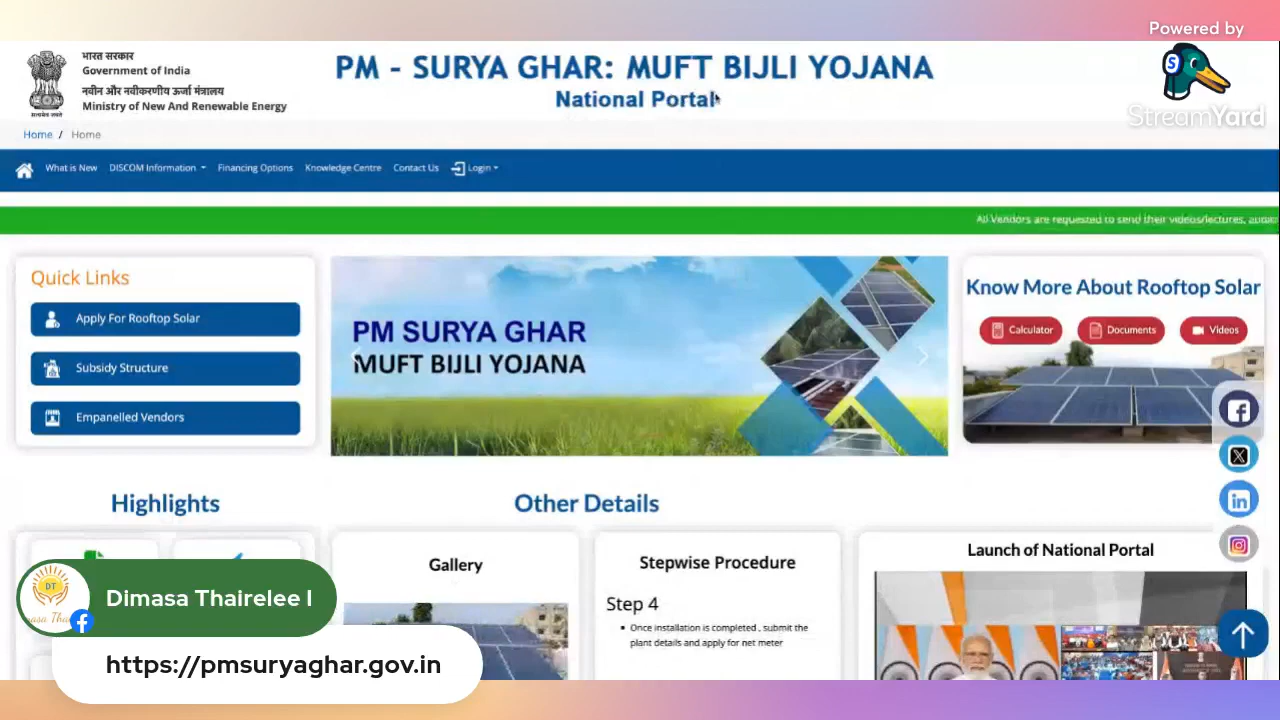 Powered by
StreamYard
भारत सरकार
Government of India
नवीन और नवीकरणीय ऊर्जा मंत्रालय
Ministry of New And Renewable Energy
सत्यमेव जयते
PM - SURYA GHAR: MUFT BIJLI YOJANA
National Portal
Home / Home
What is New DISCOM Information Financing Options Knowledge Centre Contact Us Login
All Vendors are requested to send their videos/lectures,
Quick Links
Apply For Rooftop Solar
Subsidy Structure
Empanelled Vendors
PM SURYA GHAR
MUFT BIJLI YOJANA
Know More About Rooftop Solar
Calculator Documents Videos
Highlights
Other Details
Gallery
Stepwise Procedure
Step 4
Once installation is completed , submit the
plant details and apply for net meter
Launch of National Portal
DT
Dimasa Thairelee
https://pmsuryaghar.gov.in